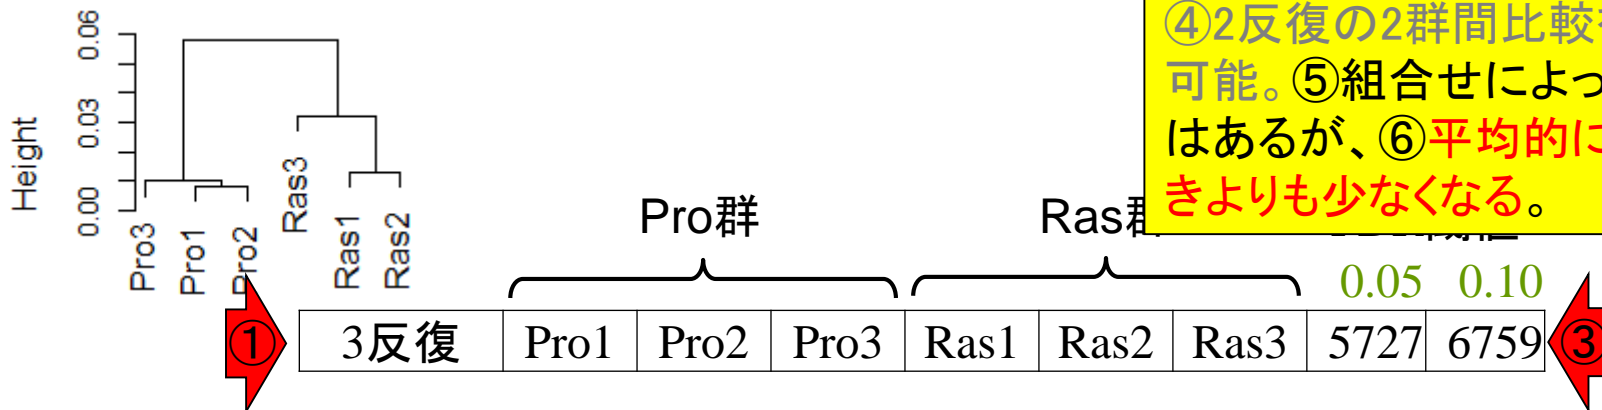 ④2反復の2群間比較
可能。⑤組合せによっ
はあるが、⑥平均的に
きよりも少なくなる。
Height
0.00 0.03 0.06
Pro3 Pro1 Pro2 Ras3 Ras1 Ras2
Pro群 Ras群
0.05 0.10
① 3反復 Pro1 Pro2 Pro3 Ras1 Ras2 Ras3 5727 6759 ③